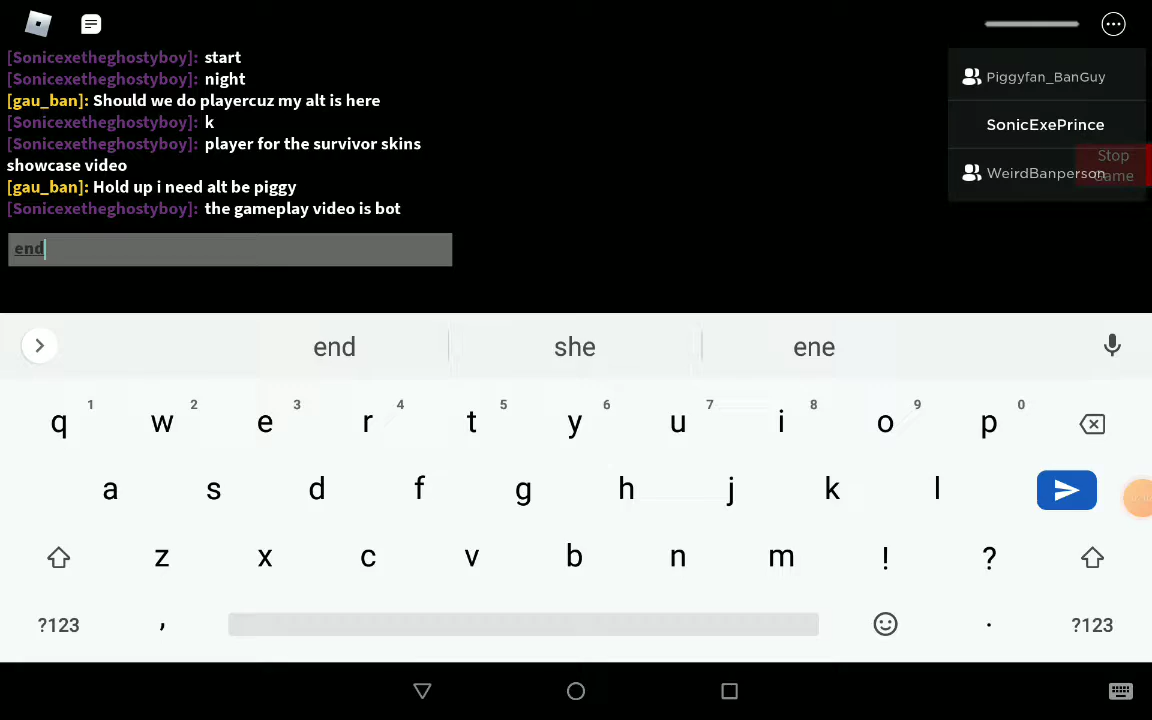 [Sonicexetheghostyboy]: start
[Sonicexetheghostyboy]: night
[gau_ban]: Should we do playercuz my alt is here
[Sonicexetheghostyboy]: k
[Sonicexetheghostyboy]: player for the survivor skins
showcase video
[gau_ban]: Hold up i need alt be piggy
[Sonicexetheghostyboy]: the gameplay video is bot
end
Piggyfan_BanGuy
SonicExePrince
WeirdBanperson
Stop
Game
end she ene
q 1 w 2 e 3 r 4 t 5 y 6 u 7 i 8 o 9 p 0
a s d f g h j k l
z x c v b n m ! ?
?123 , . ?123